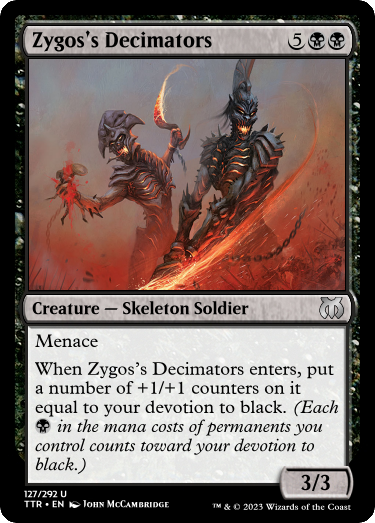 Zygos's Decimators 5
Creature — Skeleton Soldier
Menace
When Zygos's Decimators enters, put
a number of +1/+1 counters on it
equal to your devotion to black. (Each
in the mana costs of permanents you
control counts toward your devotion to
black.)
3/3
127/292 U
TTR • EN John McCambridge
™ & © 2023 Wizards of the Coast